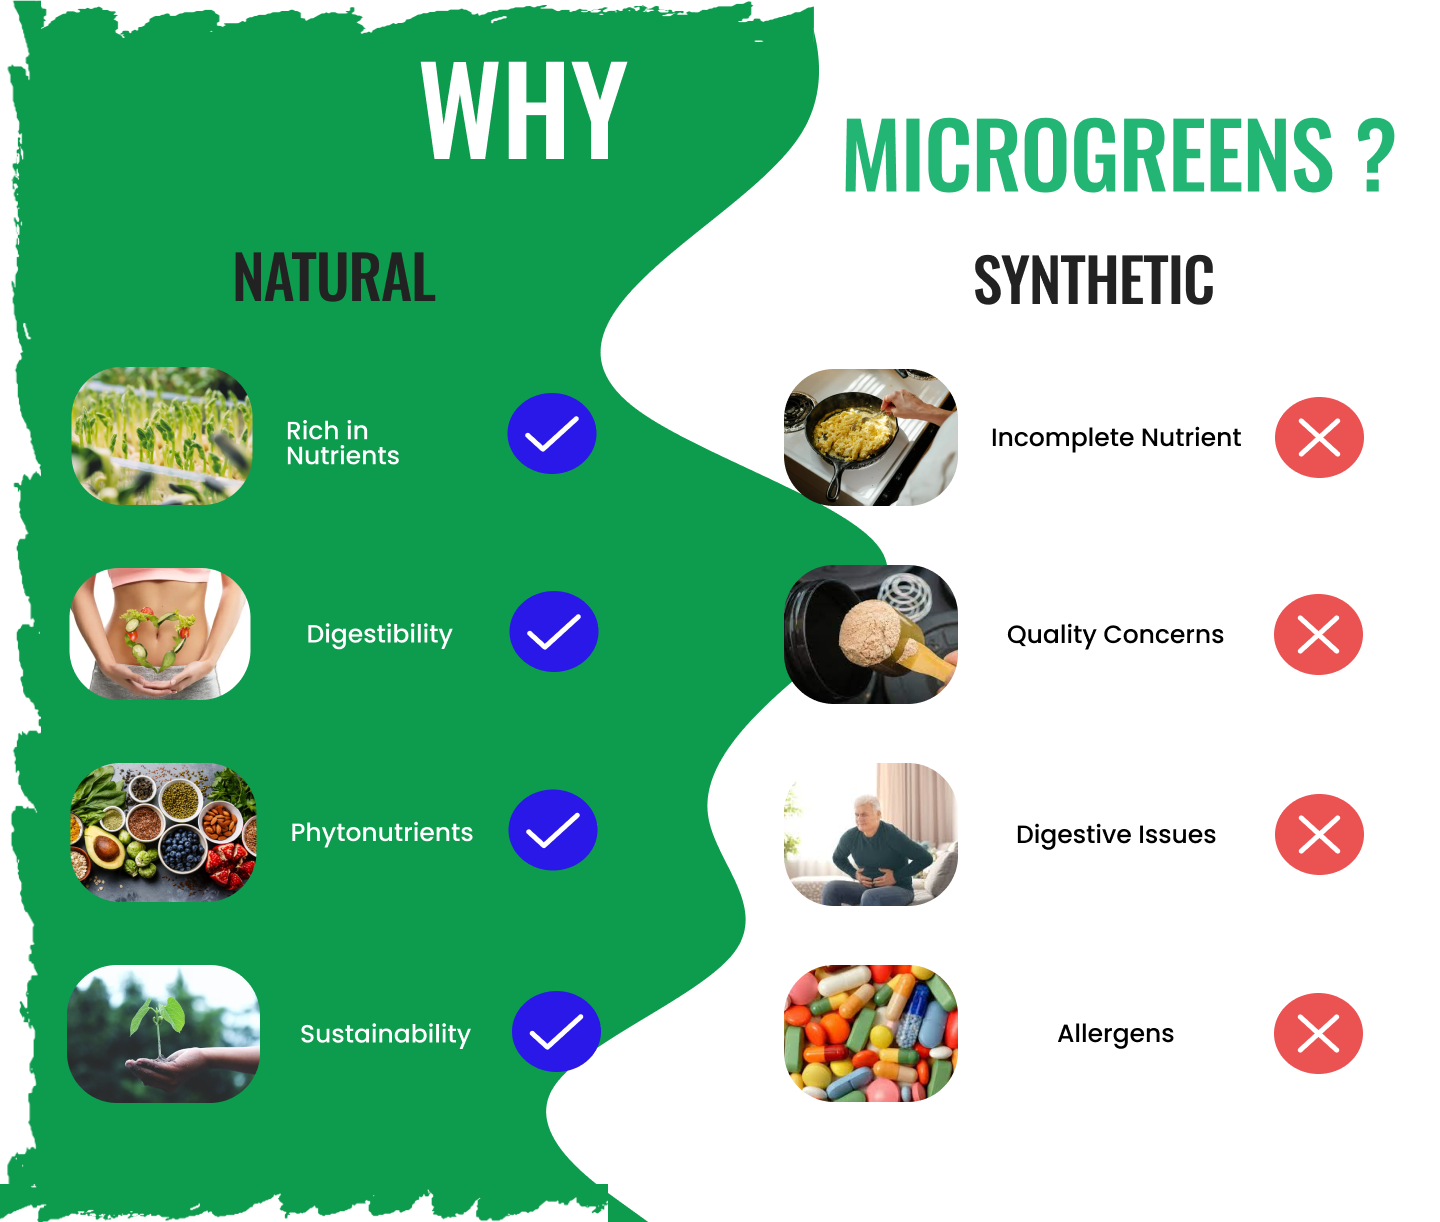 WHY
MICROGREENS ?
NATURAL
SYNTHETIC
Rich in
Nutrients
Incomplete Nutrient
Digestibility
Quality Concerns
Phytonutrients
Digestive Issues
Sustainability
Allergens